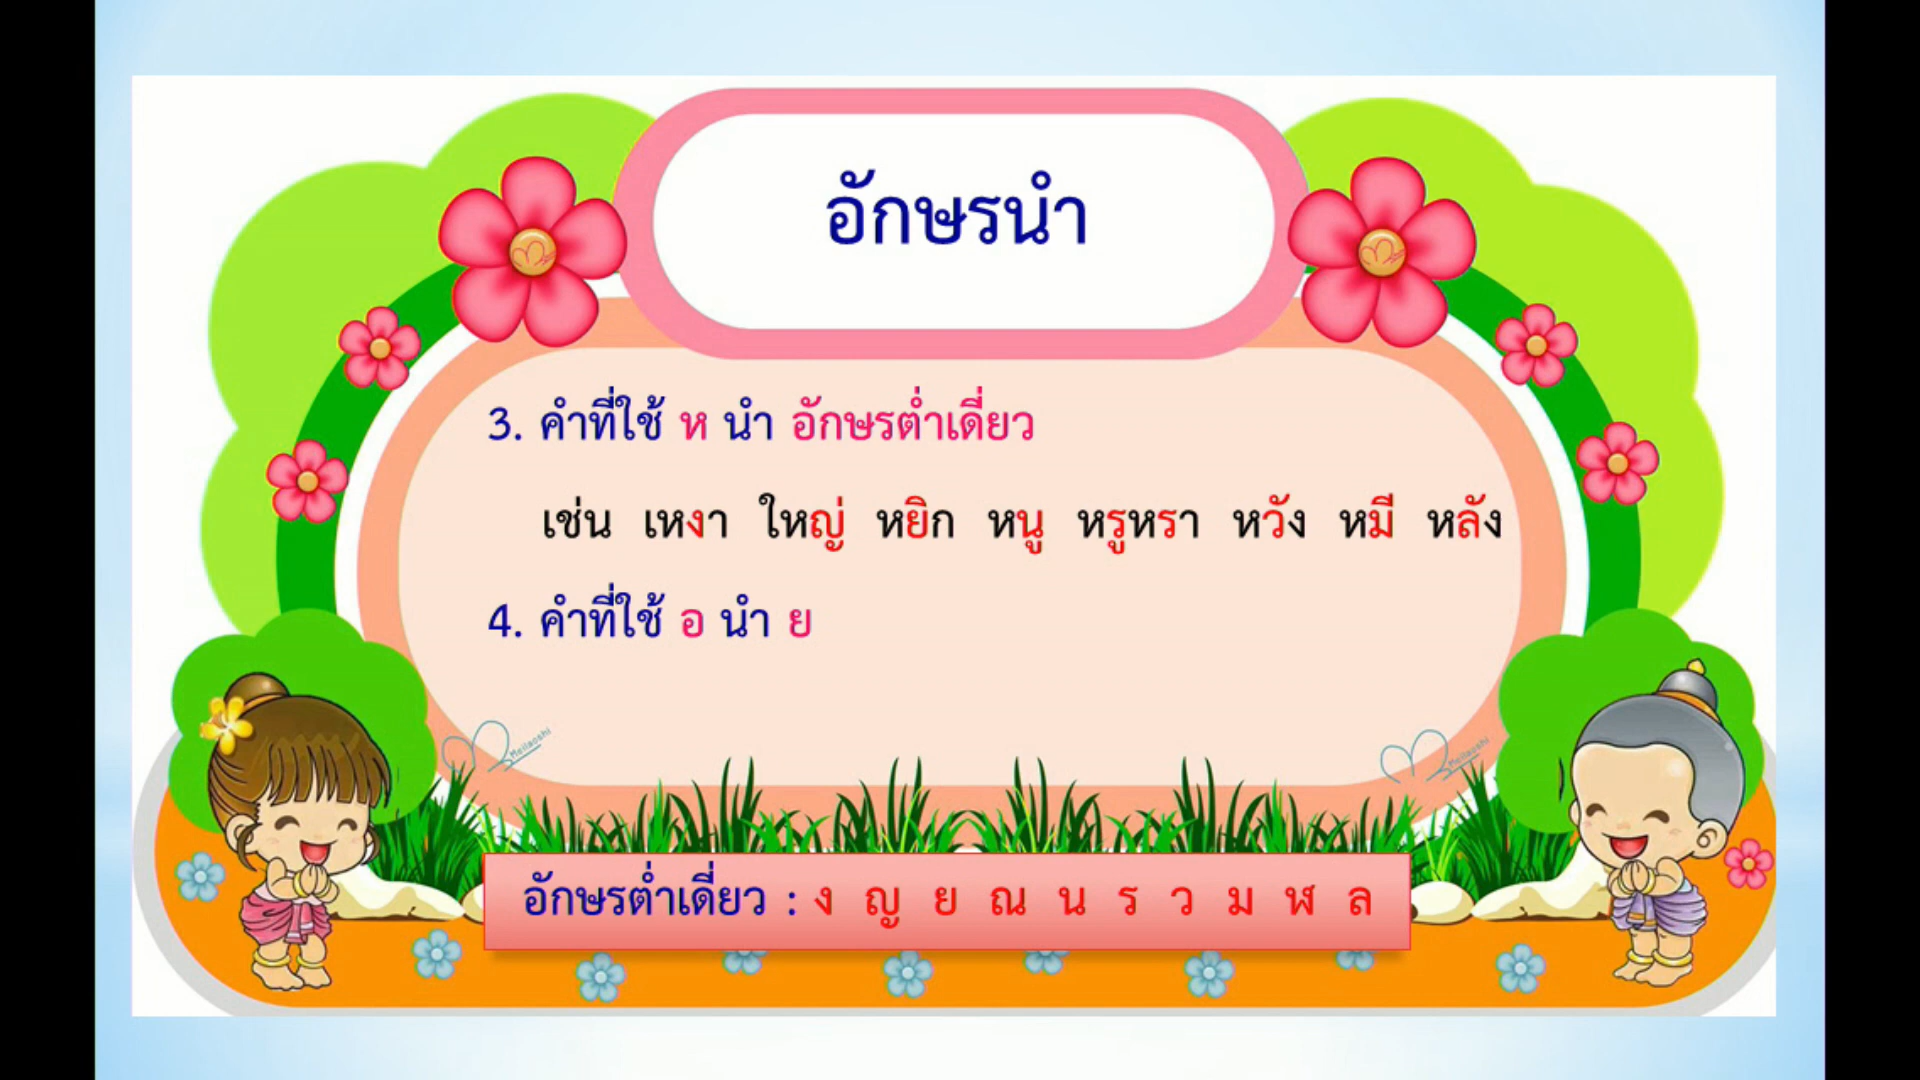 อักษรนำ
3. คำที่ใช้ ห นำ อักษรต่ำเดี่ยว
เช่น เหงา ใหญ่ หยิก หนู หรูหรา หวัง หมี หลัง
4. คำที่ใช้ อ นำ ย
Meilaoshi
Meilaoshi
อักษรต่ำเดี่ยว : ง ญ ย ณ น ร ว ม ฬ ล